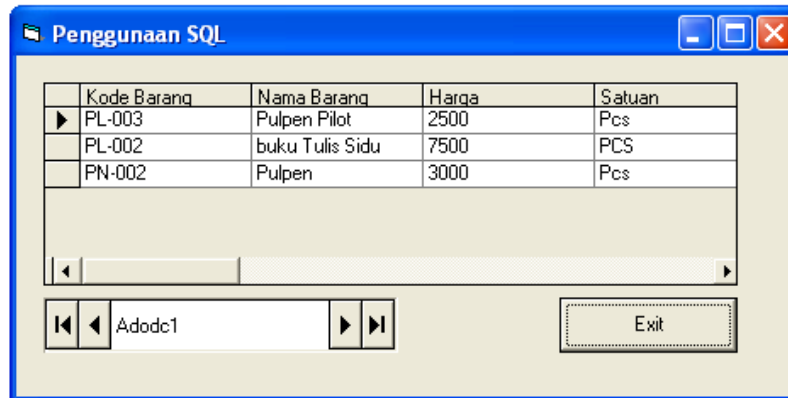 Penggunaan SQL
Kode Barang Nama Barang Harga Satuan
PL-003 Pulpen Pilot 2500 Pcs
PL-002 buku Tulis Sidu 7500 PCS
PN-002 Pulpen 3000 Pcs
Adodc1 Exit